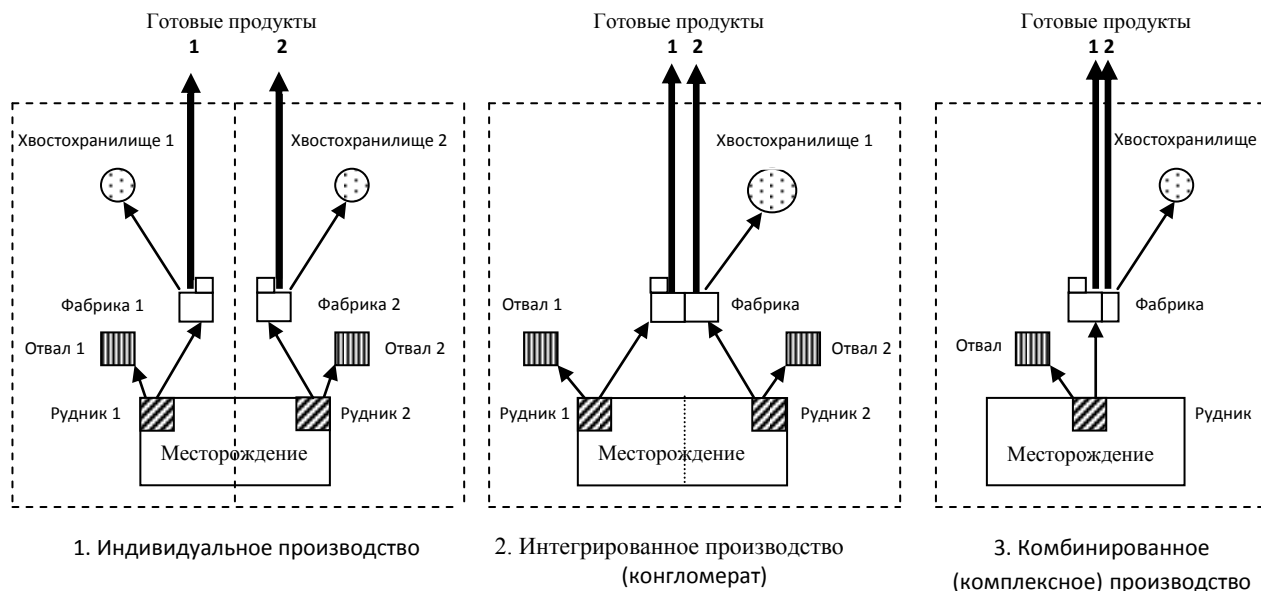 Готовые продукты
1 2
Хвостохранилище 1
Хвостохранилище 2
Фабрика 1
Фабрика 2
Отвал 1
Отвал 2
Рудник 1
Рудник 2
Месторождение
1. Индивидуальное производство
Готовые продукты
1 2
Хвостохранилище 1
Отвал 1
Фабрика
Отвал 2
Рудник 1
Рудник 2
Месторождение
2. Интегрированное производство
(конгломерат)
Готовые продукты
1 2
Хвостохранилище
Фабрика
Отвал
Рудник
Месторождение
3. Комбинированное
(комплексное) производство